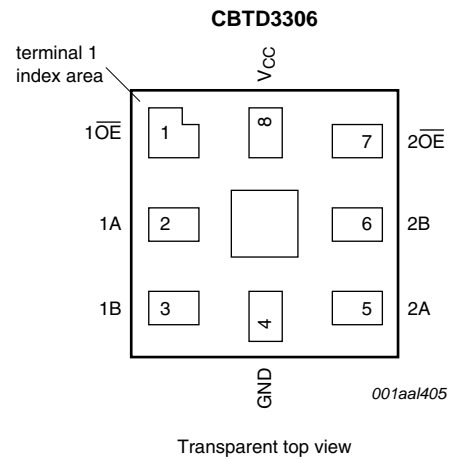 CBTD3306
terminal 1
index area
VCC
1OE
1
8
7
2OE
1A
2
6
2B
1B
3
4
5
2A
GND
001aal405
Transparent top view